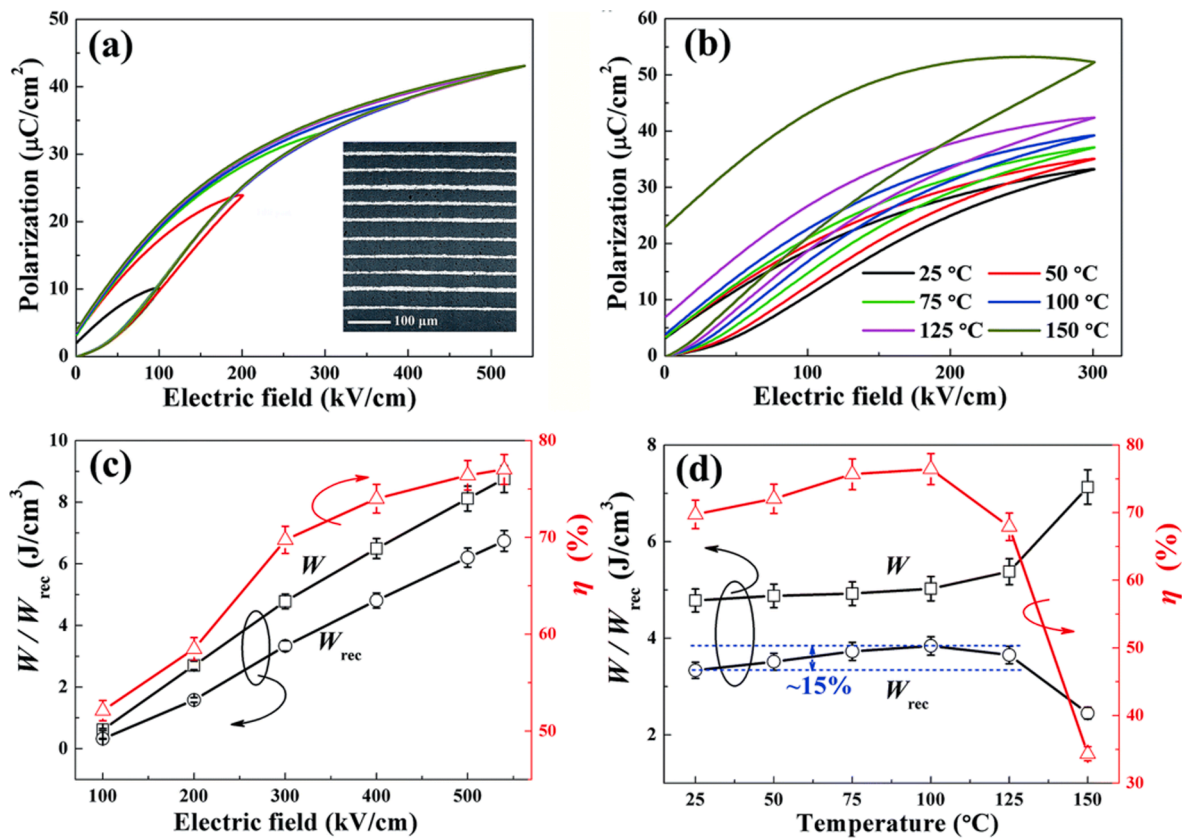 (a)
50
40
30
20
10
0
Polarization (μC/cm²)
0 100 200 300 400 500
Electric field (kV/cm)
100 μm
(b)
60
50
40
30
20
10
0
Polarization (μC/cm²)
25 °C 50 °C
75 °C 100 °C
125 °C 150 °C
0 100 200 300
Electric field (kV/cm)
(c)
10
8
6
4
2
0
W / Wrec (J/cm³)
W
Wrec
80
70
60
50
η (%)
100 200 300 400 500
Electric field (kV/cm)
(d)
8
6
4
2
W / Wrec (J/cm³)
W
~15%
Wrec
80
70
60
50
40
30
η (%)
25 50 75 100 125 150
Temperature (°C)